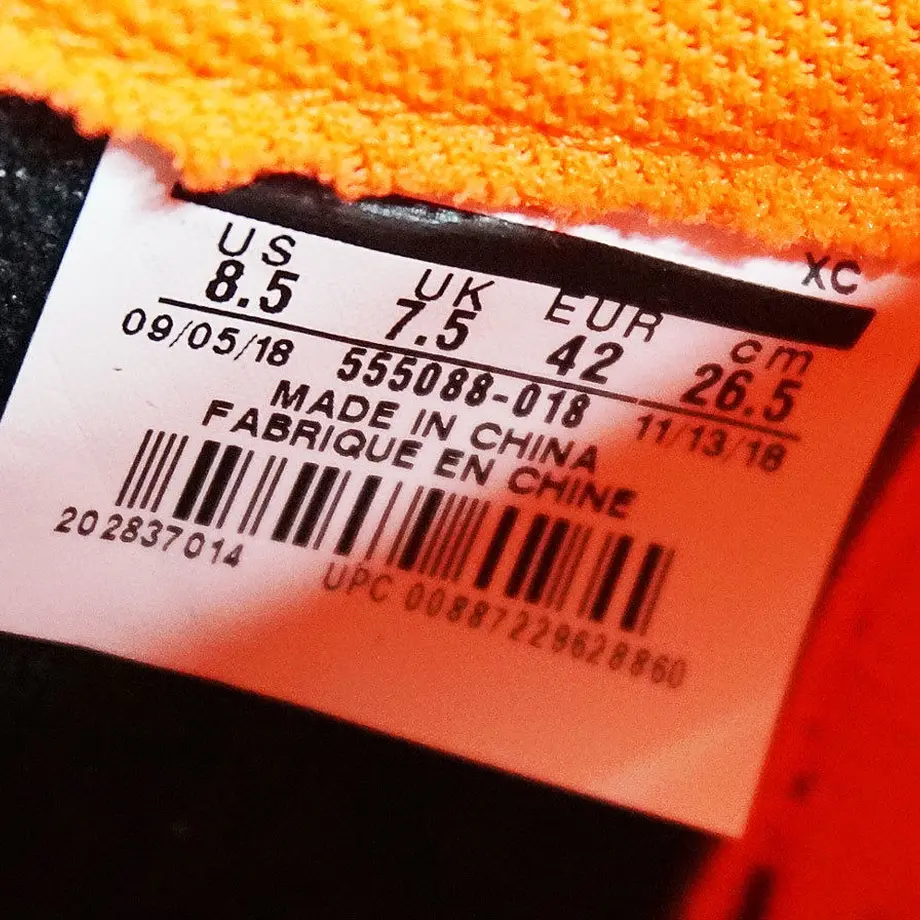 XC
US UK EUR cm
8.5 7.5 42 26.5
09/05/18 555088-018 11/13/18
MADE IN CHINA
FABRIQUE EN CHINE
202837014
UPC 00887229628860